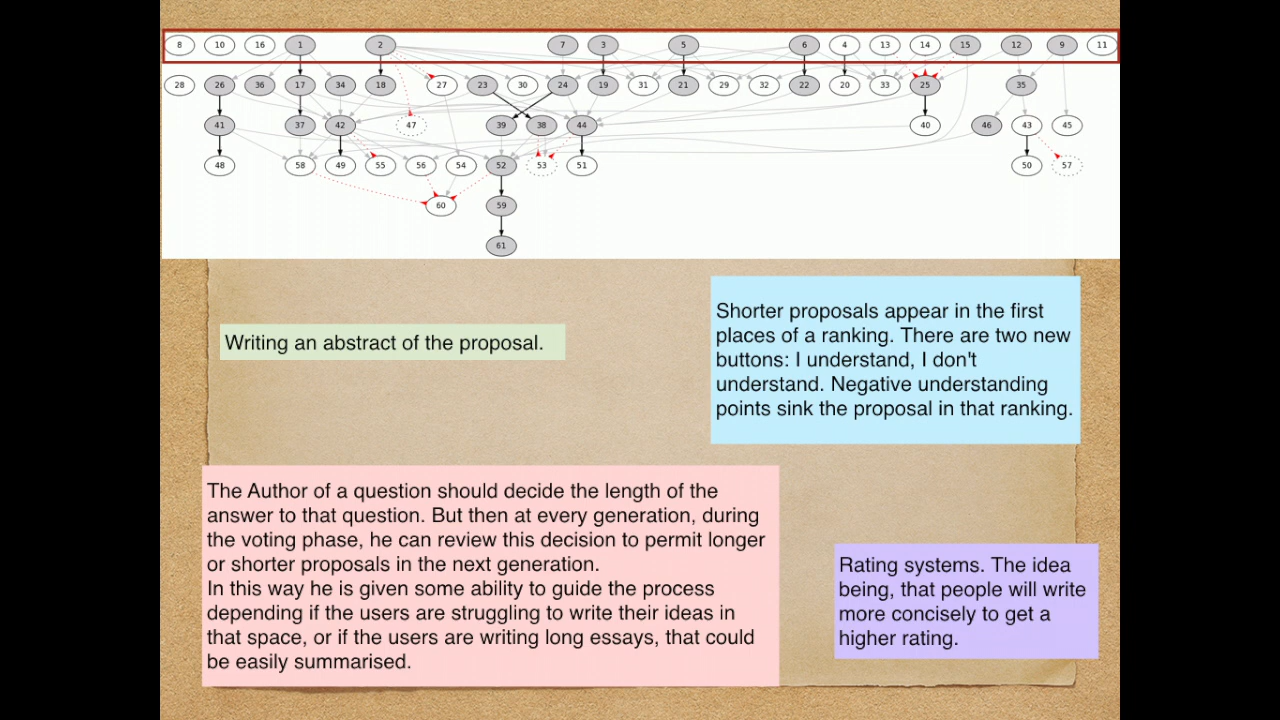 8 10 16 1 2 7 3 5 6 4 13 14 15 12 9 11
28 26 36 17 34 18 27 23 30 24 19 31 21 29 32 22 20 33 25 35
41 37 42 47 39 38 44 40 46 43 45
48 58 49 55 56 54 52 53 51 50 57
60 59
61
Writing an abstract of the proposal.
Shorter proposals appear in the first
places of a ranking. There are two new
buttons: I understand, I don't
understand. Negative understanding
points sink the proposal in that ranking.
The Author of a question should decide the length of the
answer to that question. But then at every generation, during
the voting phase, he can review this decision to permit longer
or shorter proposals in the next generation.
In this way he is given some ability to guide the process
depending if the users are struggling to write their ideas in
that space, or if the users are writing long essays, that could
be easily summarised.
Rating systems. The idea
being, that people will write
more concisely to get a
higher rating.